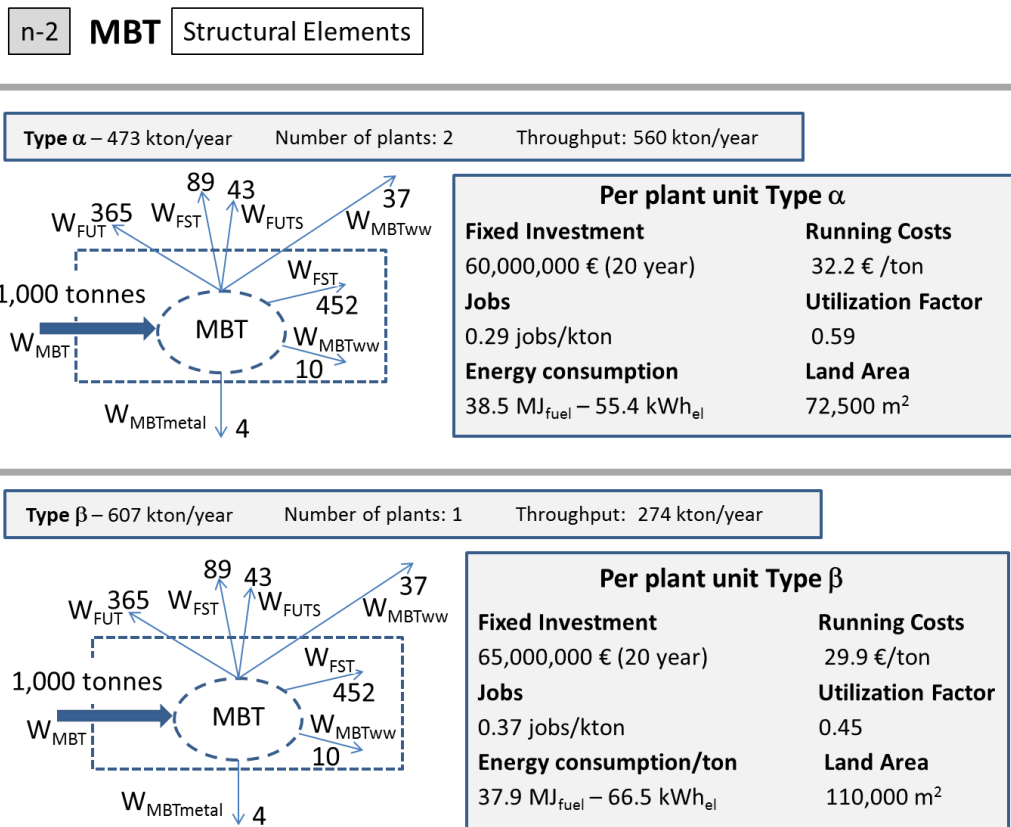 n-2 MBT Structural Elements
Type α – 473 kton/year Number of plants: 2 Throughput: 560 kton/year
89 43 37
W_FUT 365 W_FST W_FUTS W_MBTww
W_FST
1,000 tonnes 452
W_MBT MBT W_MBTww
10
W_MBTmetal 4
Per plant unit Type α
Fixed Investment Running Costs
60,000,000 € (20 year) 32.2 € /ton
Jobs Utilization Factor
0.29 jobs/kton 0.59
Energy consumption Land Area
38.5 MJ_fuel – 55.4 kWh_el 72,500 m²
Type β – 607 kton/year Number of plants: 1 Throughput: 274 kton/year
89 43 37
W_FUT 365 W_FST W_FUTS W_MBTww
W_FST
1,000 tonnes 452
W_MBT MBT W_MBTww
10
W_MBTmetal 4
Per plant unit Type β
Fixed Investment Running Costs
65,000,000 € (20 year) 29.9 €/ton
Jobs Utilization Factor
0.37 jobs/kton 0.45
Energy consumption/ton Land Area
37.9 MJ_fuel – 66.5 kWh_el 110,000 m²